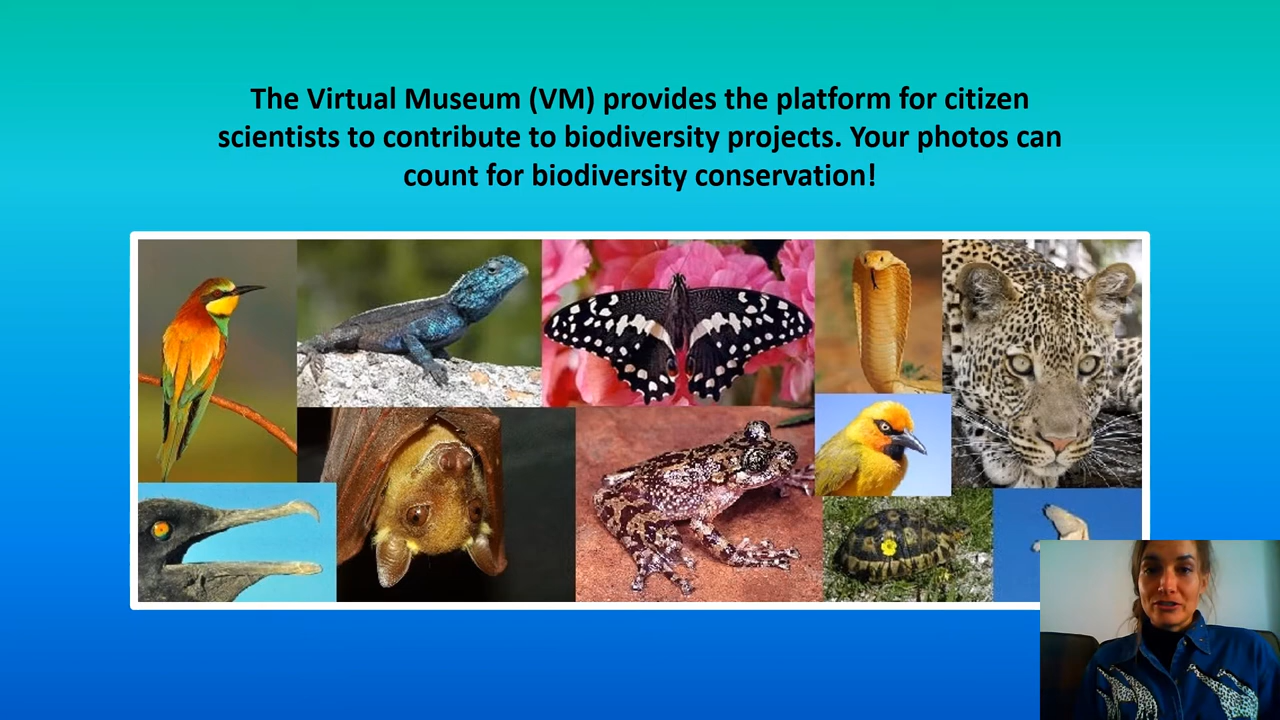 The Virtual Museum (VM) provides the platform for citizen
scientists to contribute to biodiversity projects. Your photos can
count for biodiversity conservation!